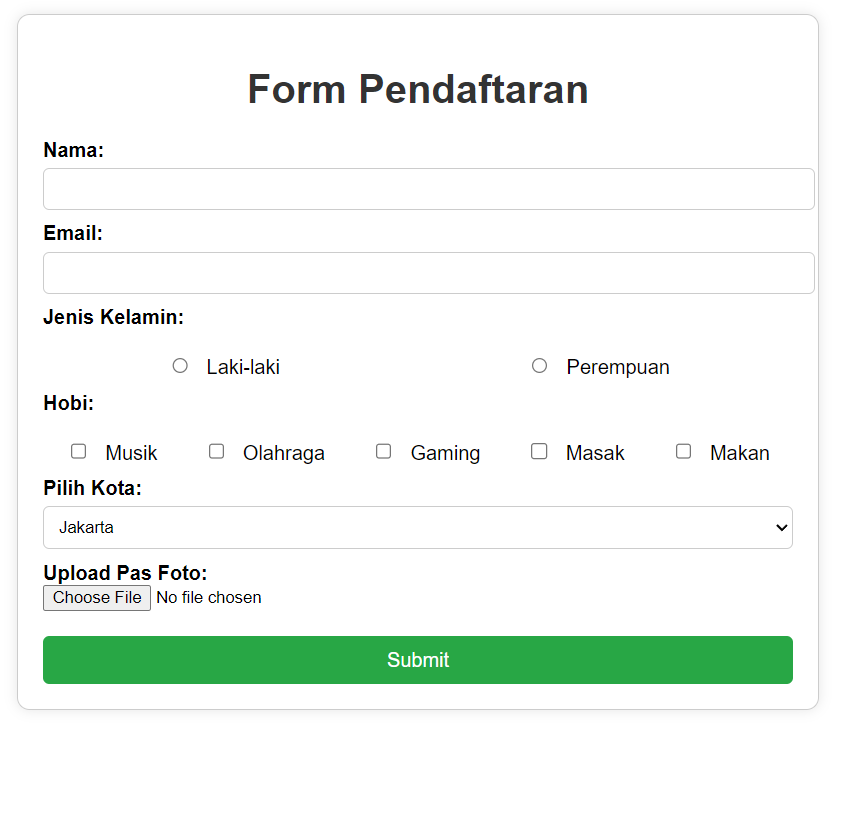 Form Pendaftaran
Nama:
Email:
Jenis Kelamin:
Laki-laki Perempuan
Hobi:
Musik Olahraga Gaming Masak Makan
Pilih Kota:
Jakarta
Upload Pas Foto:
Choose File No file chosen
Submit